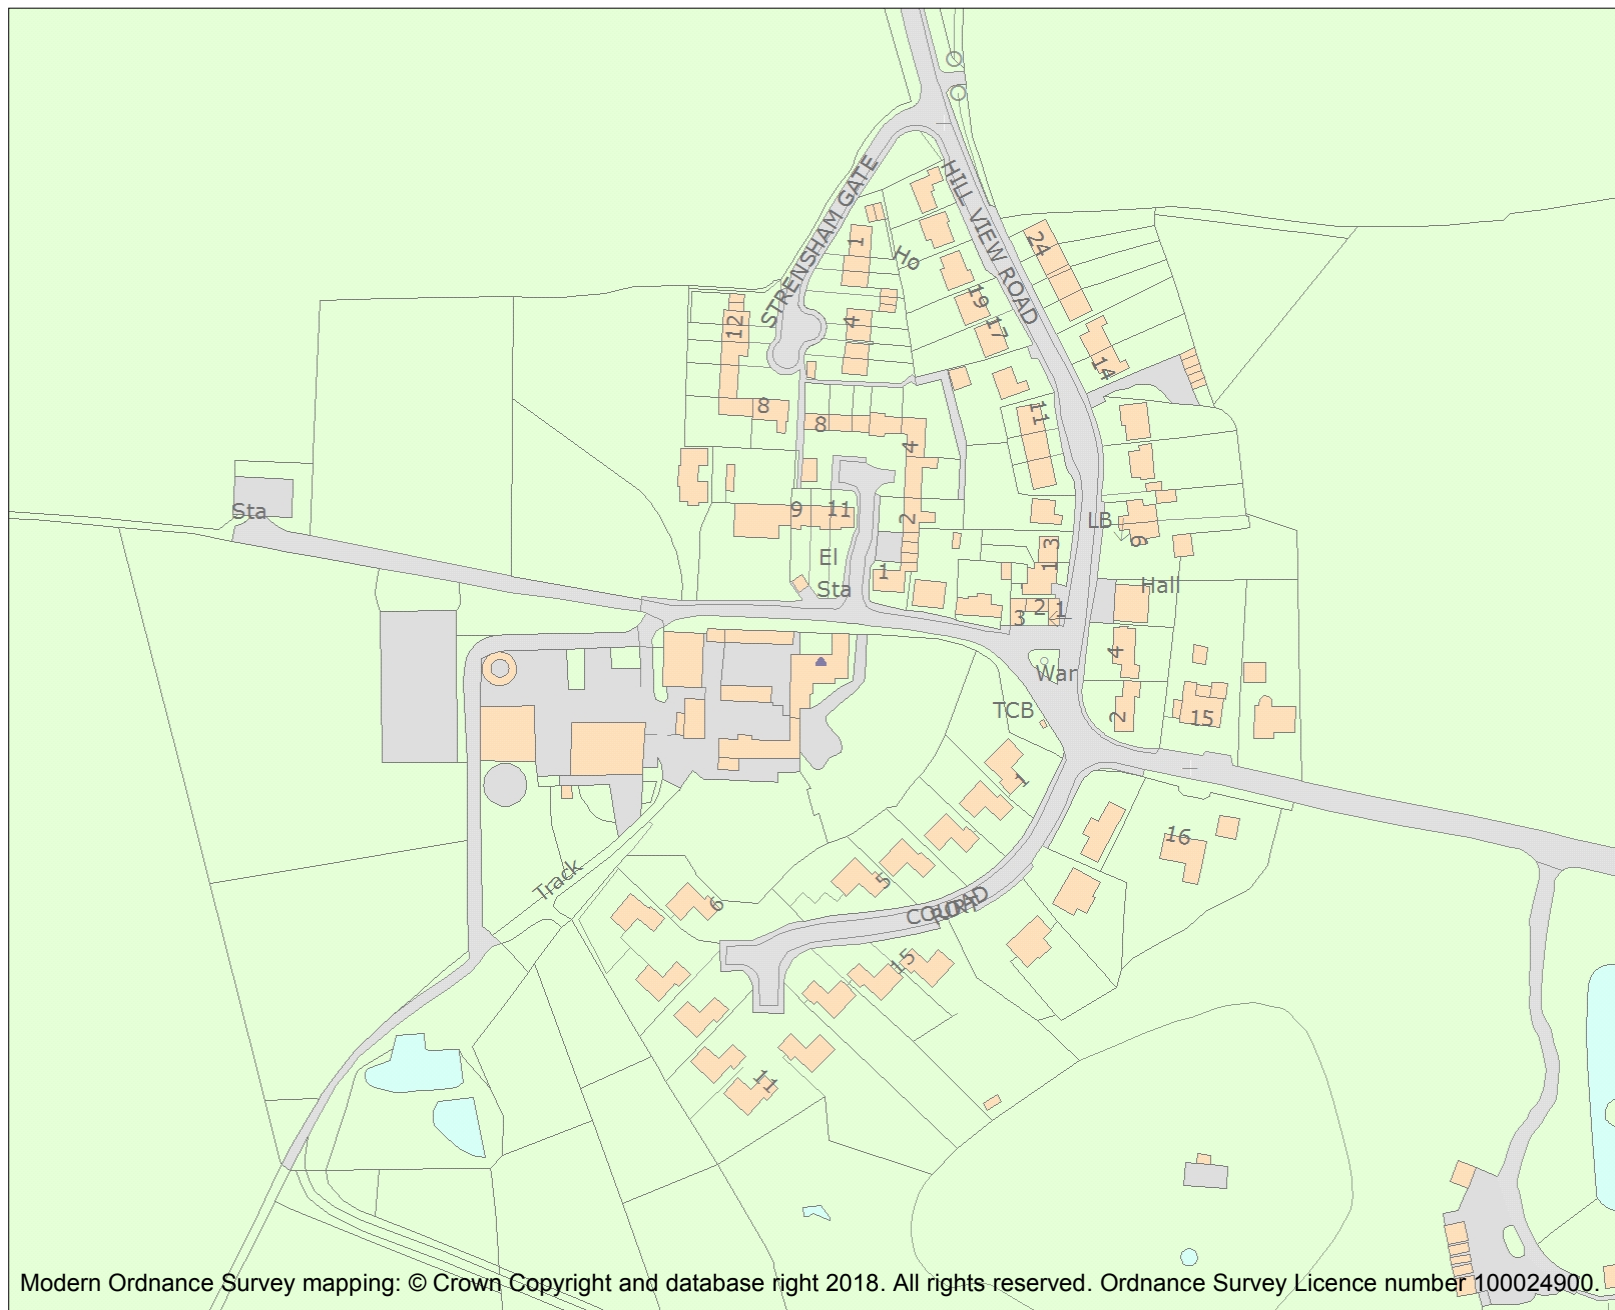 STRENSHAM GATE
HILL VIEW ROAD
1
Ho
24
19
17
4
12
14
8
8
11
4
Sta
9
11
2
LB
9
El
Sta
1
13
Hall
3
2
1
4
War
TCB
2
15
1
16
5
Track
6
COURT
ROAD
15
11
Modern Ordnance Survey mapping: © Crown Copyright and database right 2018. All rights reserved. Ordnance Survey Licence number 100024900.